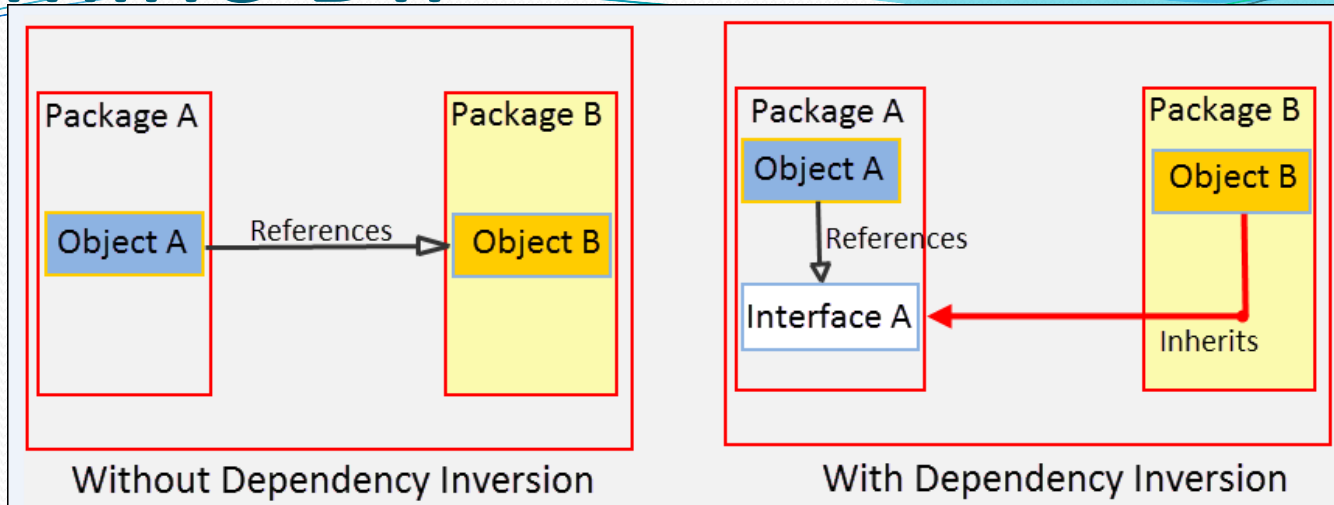 Package A
Package B
Object A
References
Object B
Without Dependency Inversion
Package A
Package B
Object A
Object B
References
Interface A
Inherits
With Dependency Inversion